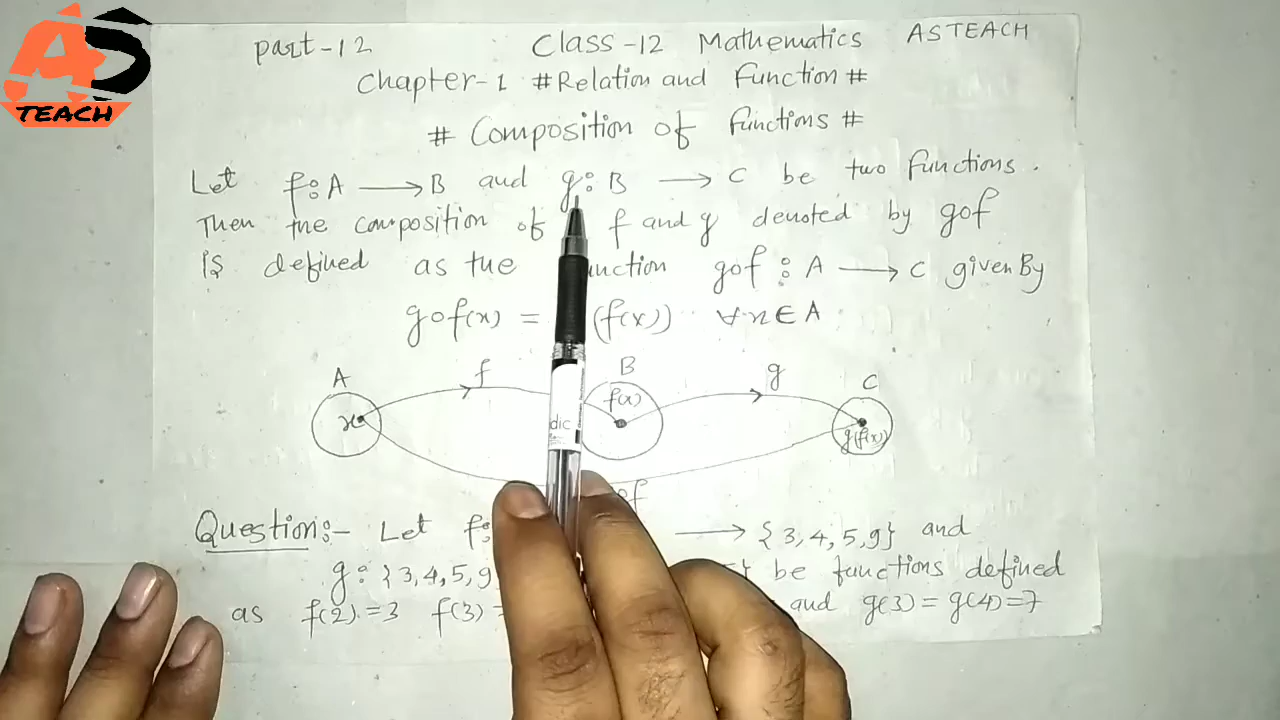 AS
TEACH
part-12 Class-12 Mathematics ASTEACH
Chapter-1 #Relation and Function#
# Composition of Functions #
Let f: A ⟶ B and g: B ⟶ C be two functions.
Then the composition of f and g denoted by gof
is defined as the function gof : A ⟶ C given By
gof(x) = (f(x)) ∀ x ∈ A
A f B g C
x f(x) g(f(x))
of
Question:- Let f: ⟶ {3,4,5,9} and
g: {3,4,5,9 } be functions defined
as f(2)=3 f(3)= and g(3)=g(4)=7
dic